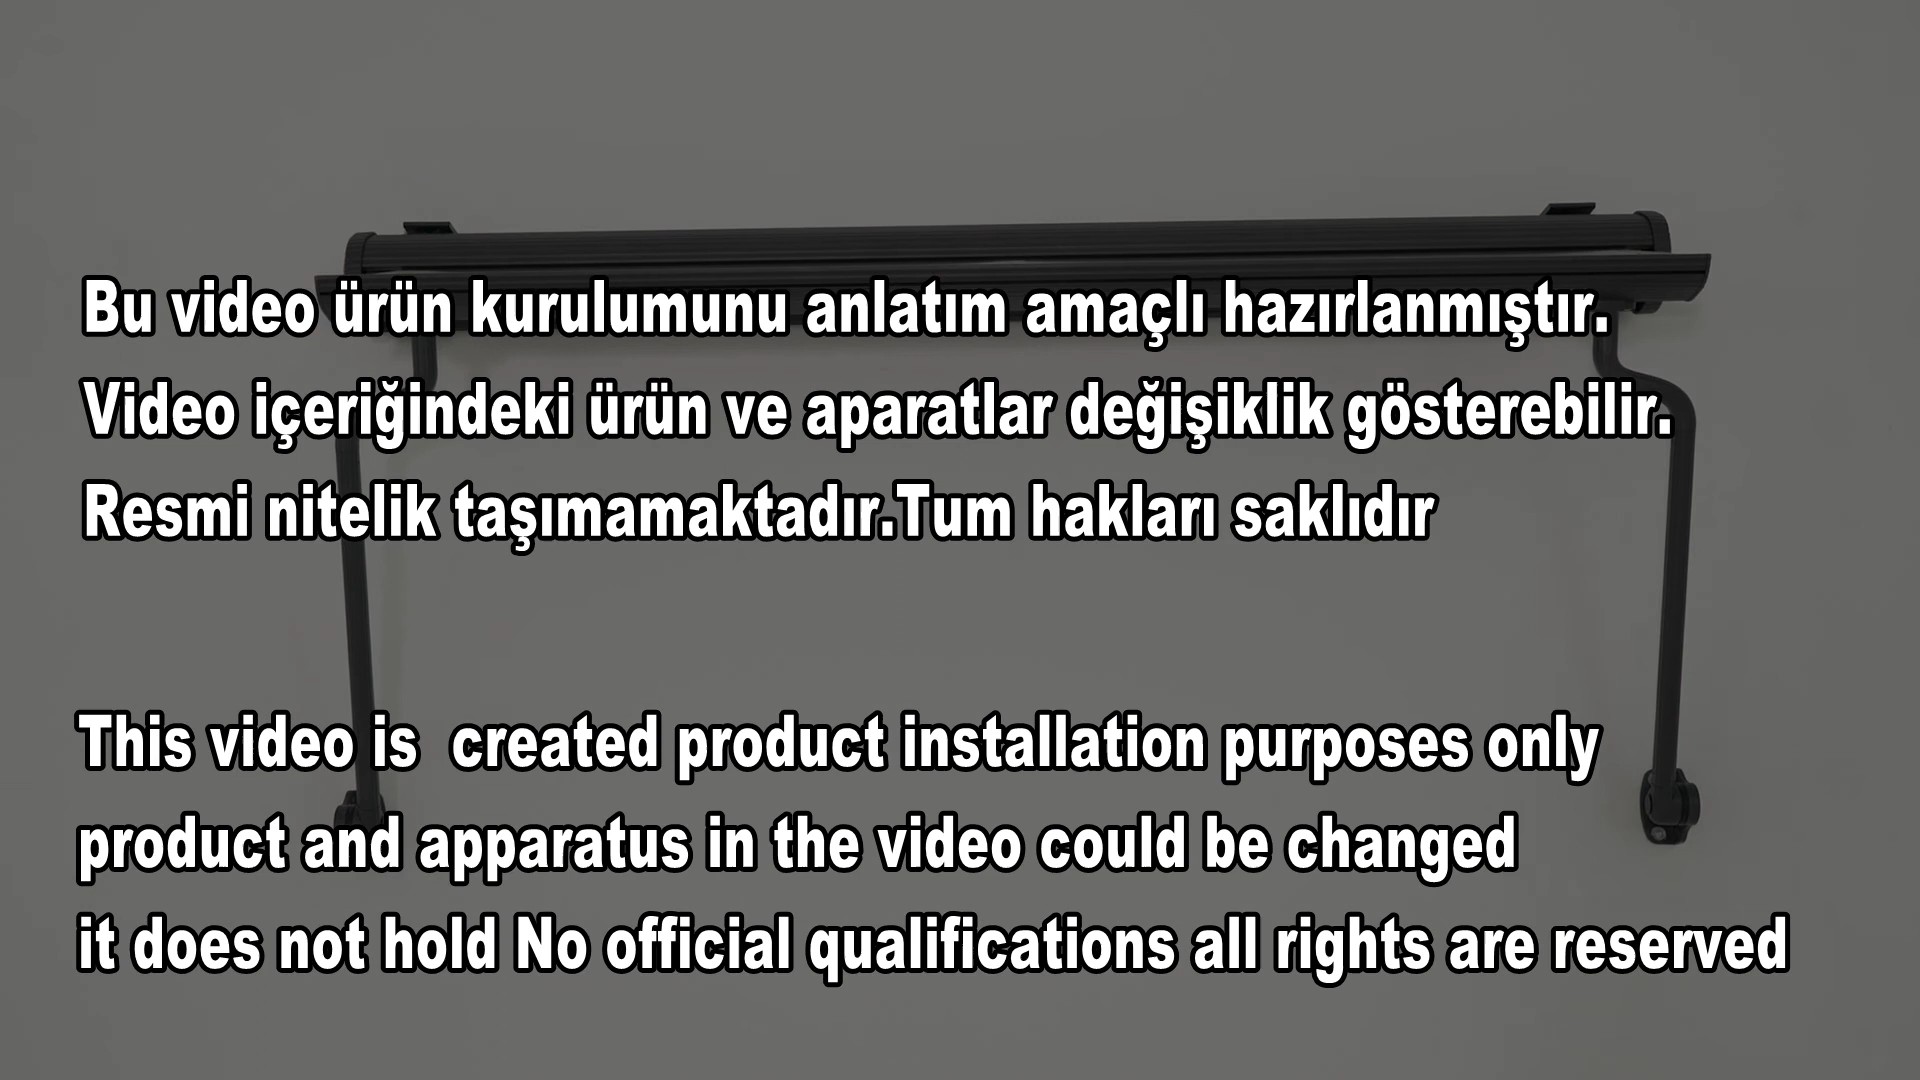 Bu video ürün kurulumunu anlatım amaçlı hazırlanmıştır.
Video içeriğindeki ürün ve aparatlar değişiklik gösterebilir.
Resmi nitelik taşımamaktadır.Tum hakları saklıdır
This video is  created product installation purposes only
product and apparatus in the video could be changed
it does not hold No official qualifications all rights are reserved